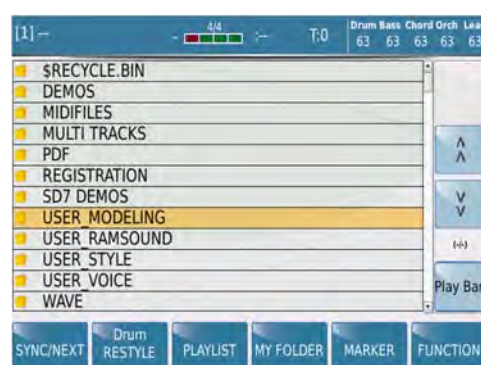 [1] --
- 4/4 :-- T:0
Drum Bass Chord Orch Lea
63 63 63 63 63
$RECYCLE.BIN
DEMOS
MIDIFILES
MULTI TRACKS
PDF
REGISTRATION
SD7 DEMOS
USER_MODELING
USER_RAMSOUND
USER_STYLE
USER_VOICE
WAVE
(-/-)
Play Bar
SYNC/NEXT
Drum
RESTYLE
PLAYLIST
MY FOLDER
MARKER
FUNCTION